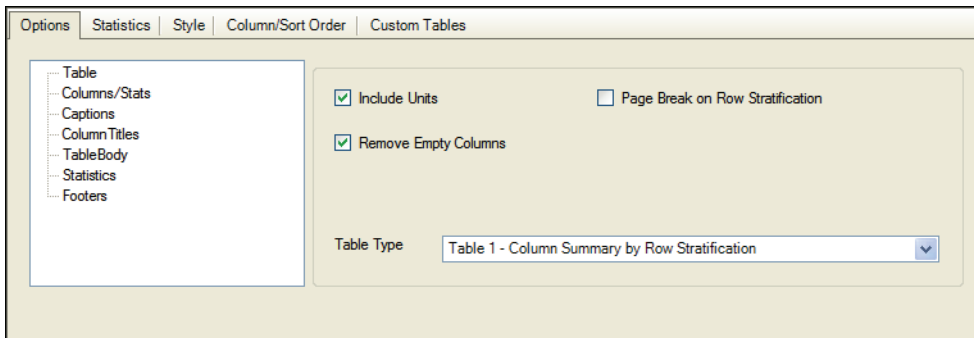 Options Statistics Style Column/Sort Order Custom Tables
Table
Columns/Stats
Captions
ColumnTitles
TableBody
Statistics
Footers
Include Units Page Break on Row Stratification
Remove Empty Columns
Table Type Table 1 - Column Summary by Row Stratification